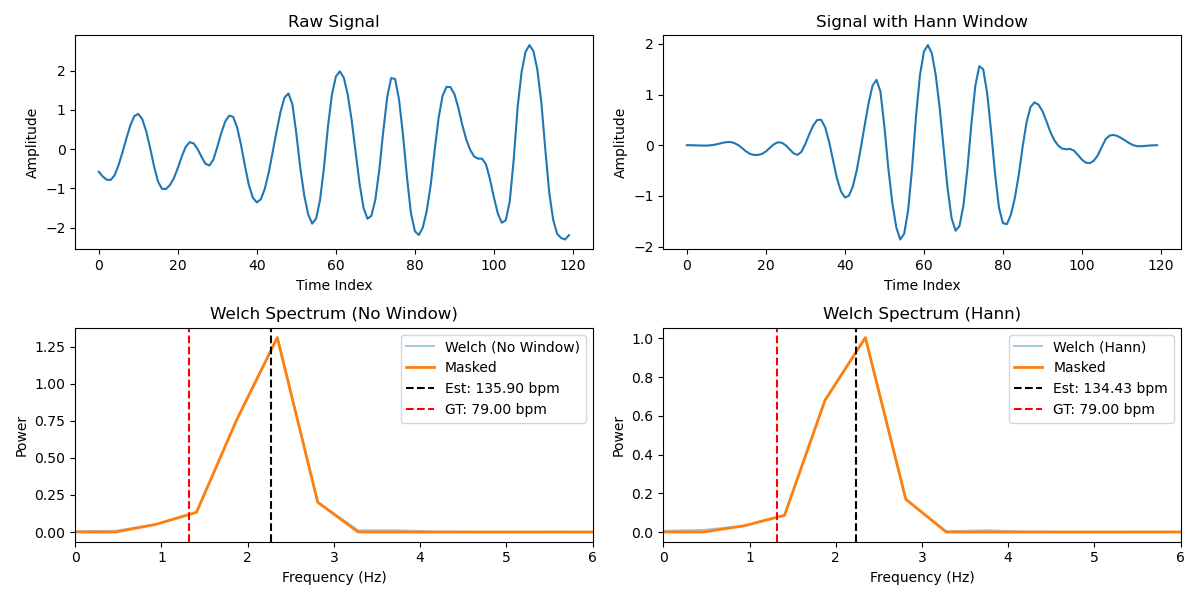 Raw Signal
Amplitude
2
1
0
−1
−2
0 20 40 60 80 100 120
Time Index
Signal with Hann Window
Amplitude
2
1
0
−1
−2
0 20 40 60 80 100 120
Time Index
Welch Spectrum (No Window)
Power
1.25
1.00
0.75
0.50
0.25
0.00
Welch (No Window)
Masked
Est: 135.90 bpm
GT: 79.00 bpm
0 1 2 3 4 5 6
Frequency (Hz)
Welch Spectrum (Hann)
Power
1.0
0.8
0.6
0.4
0.2
0.0
Welch (Hann)
Masked
Est: 134.43 bpm
GT: 79.00 bpm
0 1 2 3 4 5 6
Frequency (Hz)